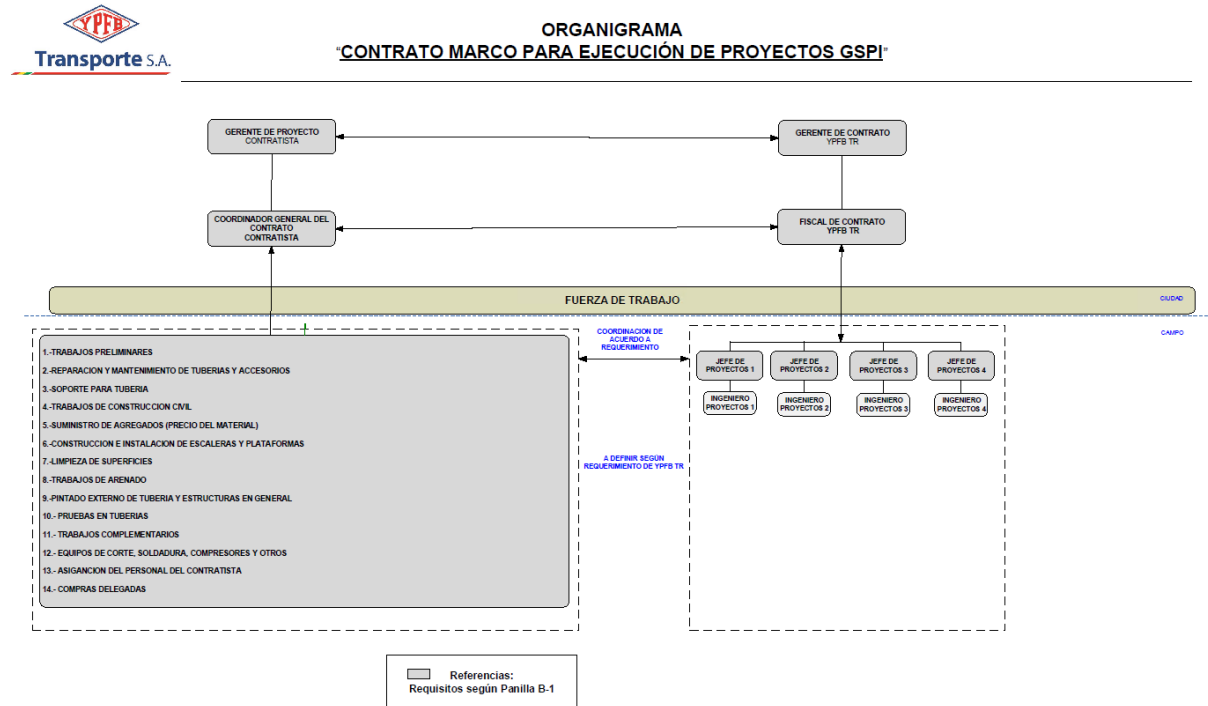 YPFB
Transporte S.A.
ORGANIGRAMA
"CONTRATO MARCO PARA EJECUCIÓN DE PROYECTOS GSPI"
GERENTE DE PROYECTO
CONTRATISTA
GERENTE DE CONTRATO
YPFB TR
COORDINADOR GENERAL DEL
CONTRATO
CONTRATISTA
FISCAL DE CONTRATO
YPFB TR
FUERZA DE TRABAJO
CIUDAD
CAMPO
1.-TRABAJOS PRELIMINARES
2.-REPARACION Y MANTENIMIENTO DE TUBERIAS Y ACCESORIOS
3.-SOPORTE PARA TUBERIA
4.-TRABAJOS DE CONSTRUCCION CIVIL
5.-SUMINISTRO DE AGREGADOS (PRECIO DEL MATERIAL)
6.-CONSTRUCCION E INSTALACION DE ESCALERAS Y PLATAFORMAS
7.-LIMPIEZA DE SUPERFICIES
8.-TRABAJOS DE ARENADO
9.-PINTADO EXTERNO DE TUBERIA Y ESTRUCTURAS EN GENERAL
10.- PRUEBAS EN TUBERIAS
11.- TRABAJOS COMPLEMENTARIOS
12.- EQUIPOS DE CORTE, SOLDADURA, COMPRESORES Y OTROS
13.- ASIGANCION DEL PERSONAL DEL CONTRATISTA
14.- COMPRAS DELEGADAS
COORDINACION DE
ACUERDO A
REQUERIMIENTO
A DEFINIR SEGÚN
REQUERIMIENTO DE YPFB TR
JEFE DE
PROYECTOS 1
JEFE DE
PROYECTOS 2
JEFE DE
PROYECTOS 3
JEFE DE
PROYECTOS 4
INGENIERO
PROYECTOS 1
INGENIERO
PROYECTOS 2
INGENIERO
PROYECTOS 3
INGENIERO
PROYECTOS 4
Referencias:
Requisitos según Panilla B-1